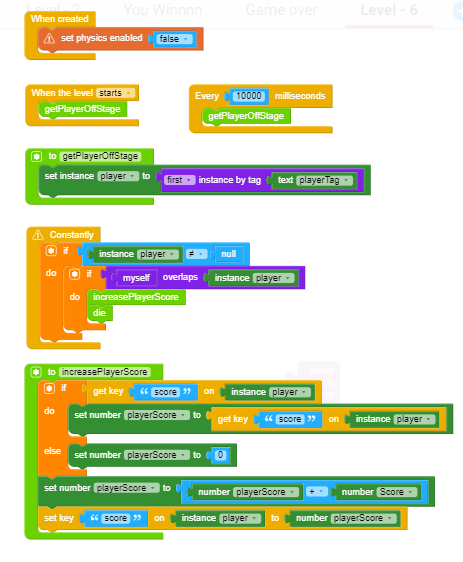 Level - 2 You Winnnn Game over Level - 6
When created
set physics enabled false
When the level starts
getPlayerOffStage
Every 10000 milliseconds
getPlayerOffStage
to getPlayerOffStage
set instance player to first instance by tag text playerTag
Constantly
if instance player ≠ null
do if myself overlaps instance player
do increasePlayerScore
die
to increasePlayerScore
if get key “ score ” on instance player
do set number playerScore to get key “ score ” on instance player
else set number playerScore to 0
set number playerScore to number playerScore + number Score
set key “ score ” on instance player to number playerScore